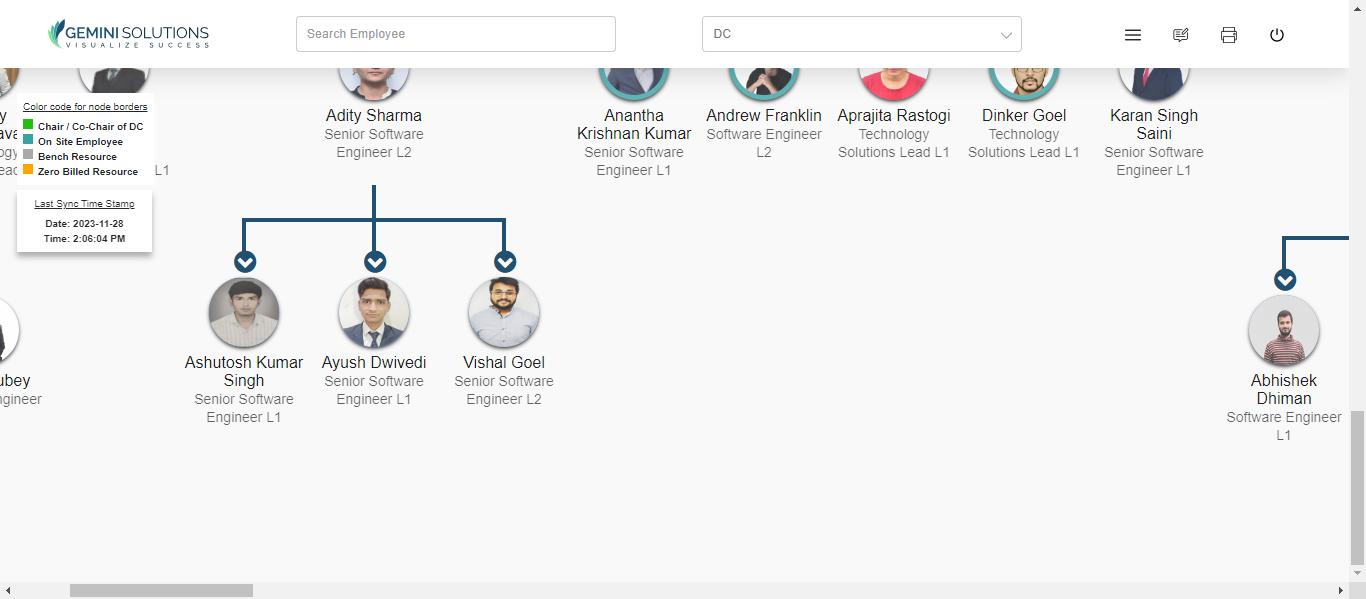 GEMINI SOLUTIONS
VISUALIZE SUCCESS
Search Employee
DC
Color code for node borders
Chair / Co-Chair of DC
On Site Employee
Bench Resource
Zero Billed Resource
L1
Last Sync Time Stamp
Date: 2023-11-28
Time: 2:06:04 PM
Adity Sharma
Senior Software
Engineer L2
Anantha
Krishnan Kumar
Senior Software
Engineer L1
Andrew Franklin
Software Engineer
L2
Aprajita Rastogi
Technology
Solutions Lead L1
Dinker Goel
Technology
Solutions Lead L1
Karan Singh
Saini
Senior Software
Engineer L1
ubey
gineer
Ashutosh Kumar
Singh
Senior Software
Engineer L1
Ayush Dwivedi
Senior Software
Engineer L1
Vishal Goel
Senior Software
Engineer L2
Abhishek
Dhiman
Software Engineer
L1